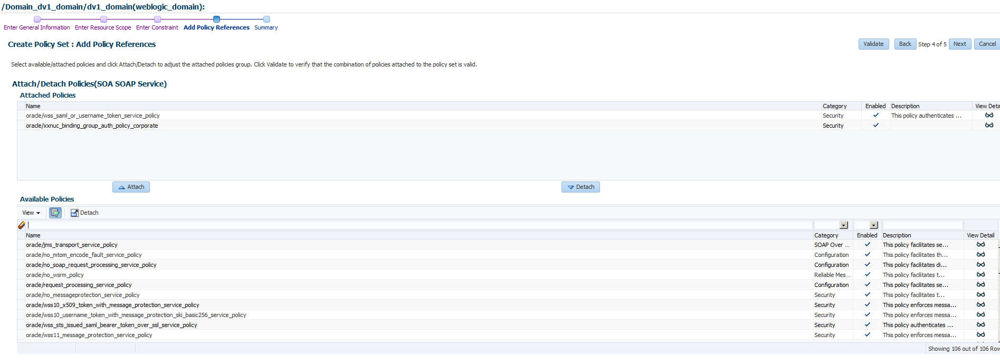 /Domain_dv1_domain/dv1_domain(weblogic_domain):
Enter General Information Enter Resource Scope Enter Constraint Add Policy References Summary
Create Policy Set : Add Policy References Validate Back Step 4 of 5 Next Cancel
Select available/attached policies and click Attach/Detach to adjust the attached policies group. Click Validate to verify that the combination of policies attached to the policy set is valid.
Attach/Detach Policies(SOA SOAP Service)
Attached Policies
Name Category Enabled Description View Deta
oracle/wss_saml_or_username_token_service_policy Security This policy authenticates ...
oracle/xxnuc_binding_group_auth_policy_corporate Security
Attach Detach
Available Policies
View Detach
Name Category Enabled Description View Detail
oracle/jms_transport_service_policy SOAP Over ... This policy facilitates se...
oracle/no_mtom_encode_fault_service_policy Configuration This policy facilitates th...
oracle/no_soap_request_processing_service_policy Configuration This policy facilitates di...
oracle/no_wsrm_policy Reliable Mes... This policy facilitates t...
oracle/request_processing_service_policy Configuration This policy facilitates se...
oracle/no_messageprotection_service_policy Security This policy facilitates t...
oracle/wss10_x509_token_with_message_protection_service_policy Security This policy enforces messa...
oracle/wss10_username_token_with_message_protection_ski_basic256_service_policy Security This policy enforces messa...
oracle/wss_sts_issued_saml_bearer_token_over_ssl_service_policy Security This policy authenticates ...
oracle/wss11_message_protection_service_policy Security This policy enforces messa...
Showing 106 out of 106 Row